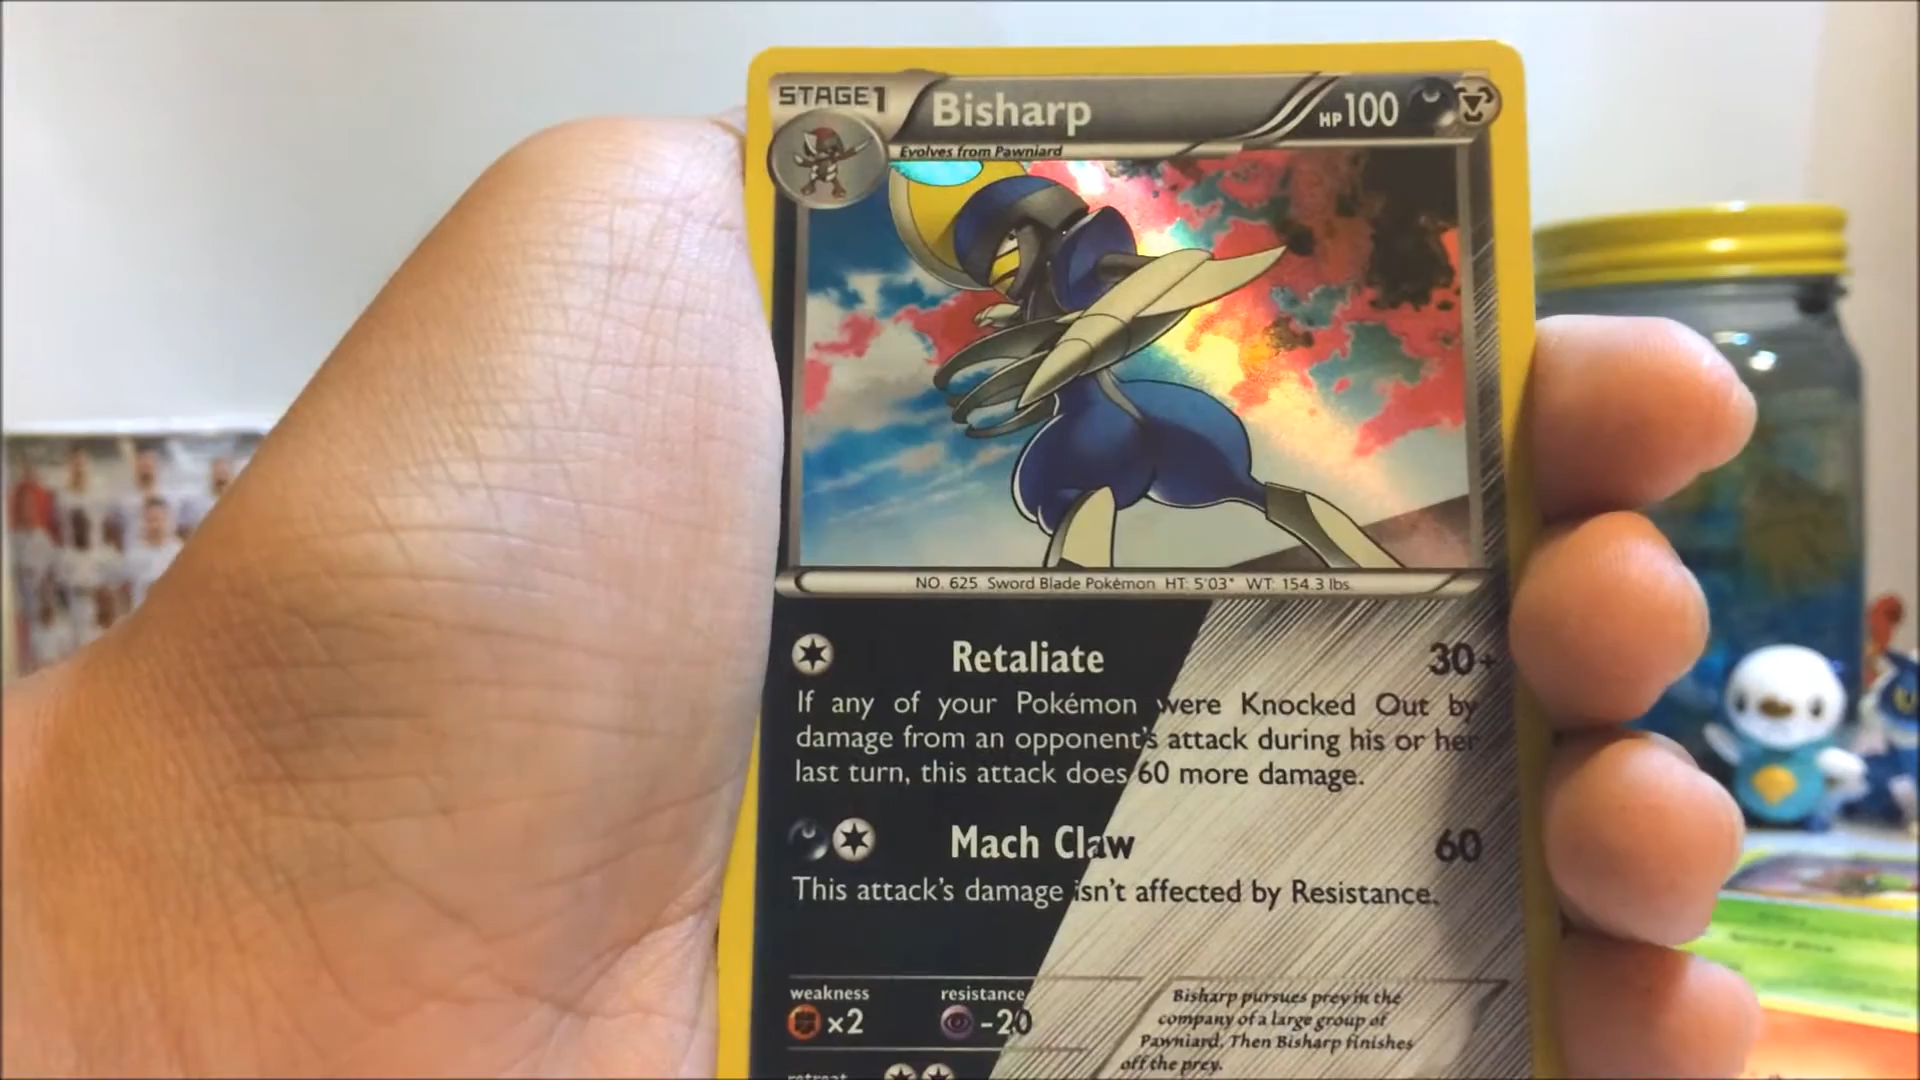 STAGE1
Bisharp
HP100
Evolves from Pawniard
NO. 625 Sword Blade Pokémon HT: 5'03" WT: 154.3 lbs.
Retaliate 30+
If any of your Pokémon were Knocked Out by
damage from an opponent's attack during his or her
last turn, this attack does 60 more damage.
Mach Claw 60
This attack's damage isn't affected by Resistance.
weakness resistance
×2 -20
Bisharp pursues prey in the
company of a large group of
Pawniard. Then Bisharp finishes
off the prey.
retreat